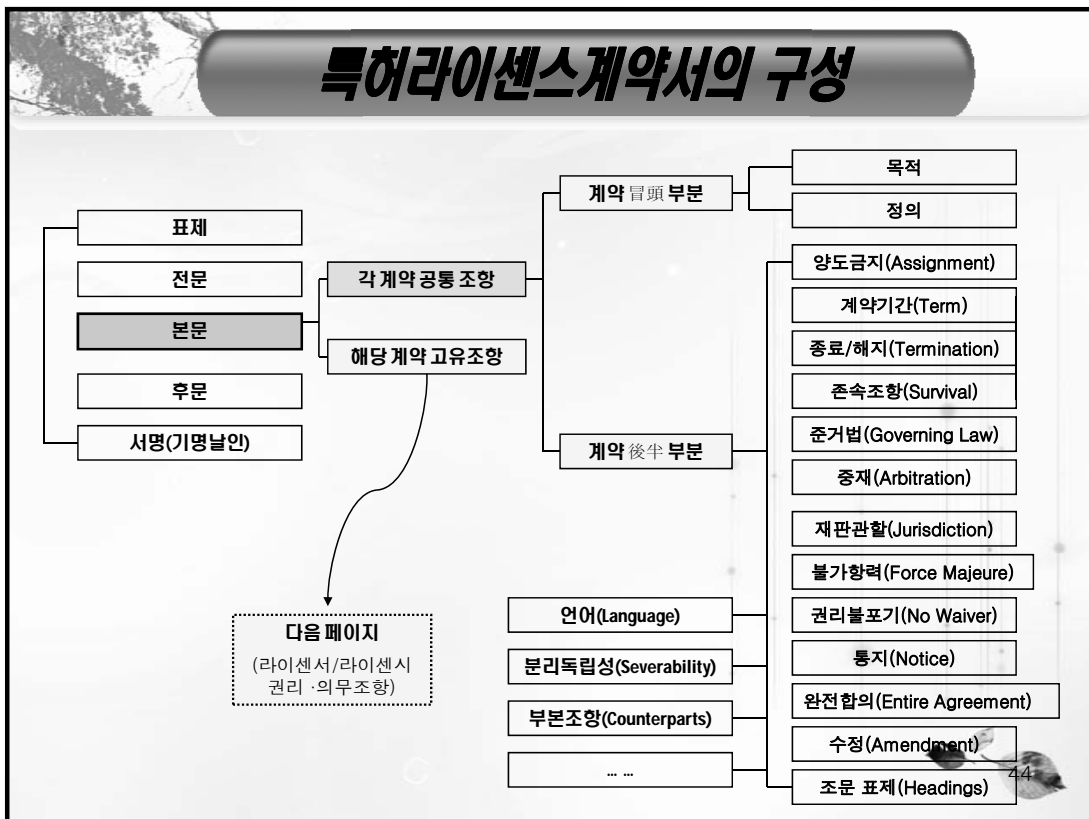 특허라이센스계약서의 구성
표제
전문
본문
후문
서명(기명날인)
각 계약 공통 조항
해당 계약 고유조항
다음 페이지
(라이센서/라이센시
권리 ·의무조항)
계약 冒頭 부분
계약 後半 부분
목적
정의
양도금지(Assignment)
계약기간(Term)
종료/해지(Termination)
존속조항(Survival)
준거법(Governing Law)
중재(Arbitration)
재판관할(Jurisdiction)
불가항력(Force Majeure)
권리불포기(No Waiver)
통지(Notice)
완전합의(Entire Agreement)
수정(Amendment)
조문 표제(Headings)
언어(Language)
분리독립성(Severability)
부본조항(Counterparts)
... ...
44